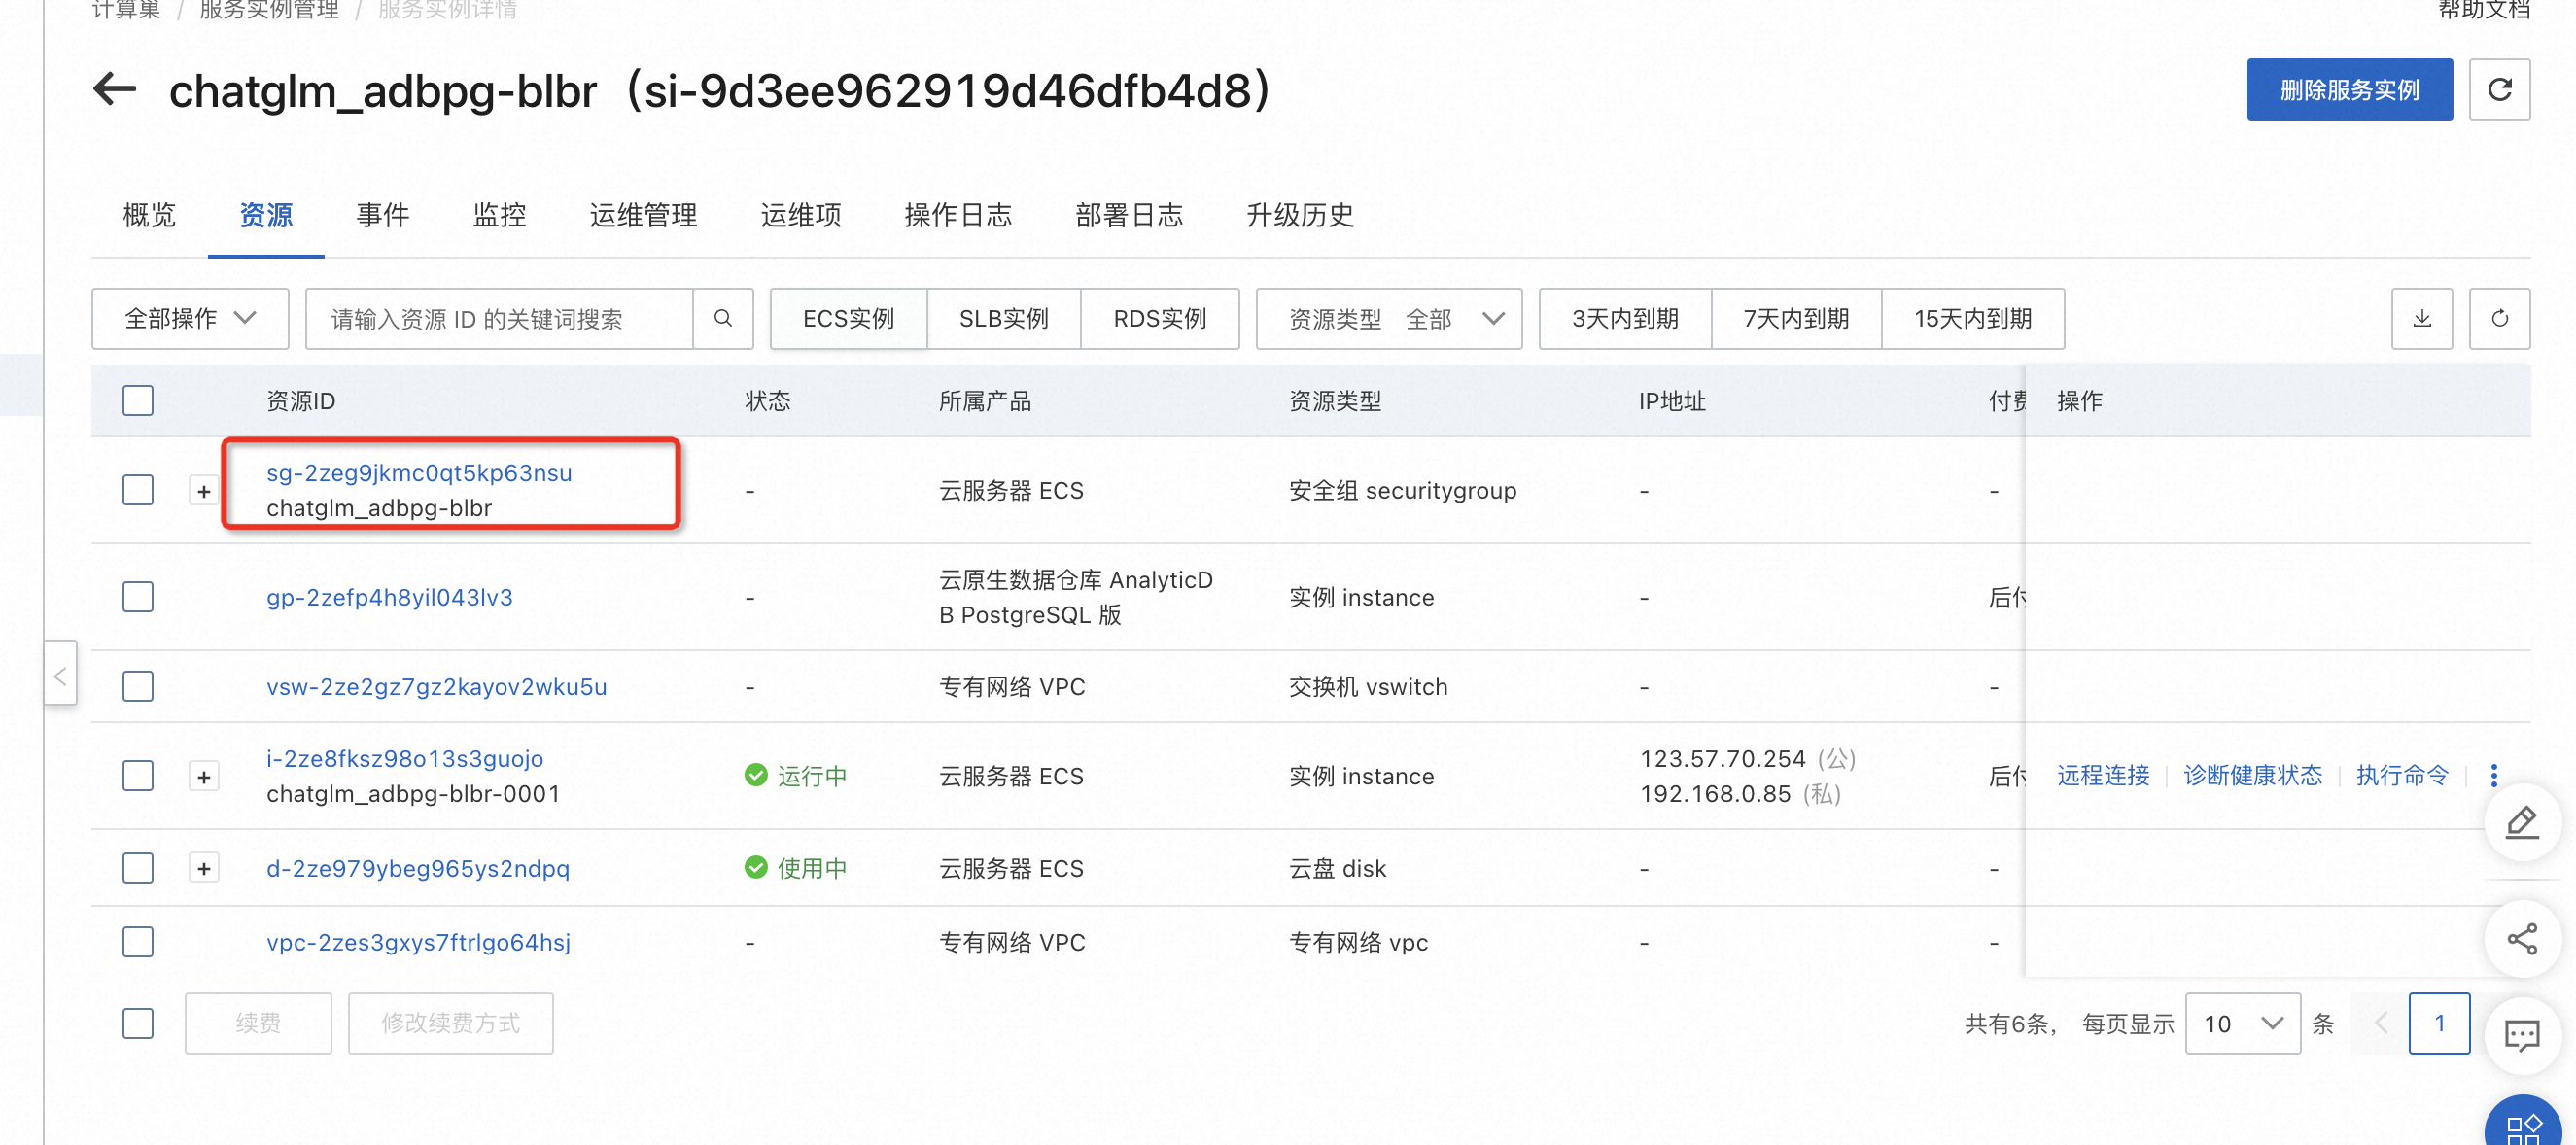 计算巢 / 服务实例管理 / 服务实例详情
帮助文档
chatglm_adbpg-blbr（si-9d3ee962919d46dfb4d8）
删除服务实例
概览 资源 事件 监控 运维管理 运维项 操作日志 部署日志 升级历史
全部操作 请输入资源 ID 的关键词搜索 ECS实例 SLB实例 RDS实例 资源类型 全部 3天内到期 7天内到期 15天内到期
资源ID 状态 所属产品 资源类型 IP地址 付费 操作
sg-2zeg9jkmc0qt5kp63nsu
chatglm_adbpg-blbr
- 云服务器 ECS 安全组 securitygroup - -
gp-2zefp4h8yil043lv3 - 云原生数据仓库 AnalyticD
B PostgreSQL 版
实例 instance - 后付
vsw-2ze2gz7gz2kayov2wku5u - 专有网络 VPC 交换机 vswitch - -
i-2ze8fksz98o13s3guojo
chatglm_adbpg-blbr-0001
运行中 云服务器 ECS 实例 instance 123.57.70.254 (公)
192.168.0.85 (私)
后付 远程连接 诊断健康状态 执行命令
d-2ze979ybeg965ys2ndpq 使用中 云服务器 ECS 云盘 disk - -
vpc-2zes3gxys7ftrlgo64hsj - 专有网络 VPC 专有网络 vpc - -
续费 修改续费方式 共有6条， 每页显示 10 条 1